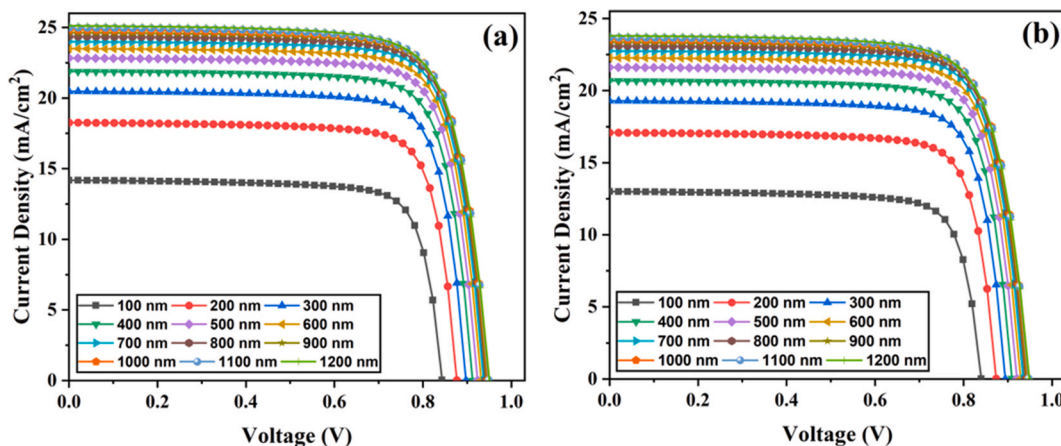 (a)
Current Density (mA/cm²)
25
20
15
10
5
0
100 nm 200 nm 300 nm
400 nm 500 nm 600 nm
700 nm 800 nm 900 nm
1000 nm 1100 nm 1200 nm
0.0 0.2 0.4 0.6 0.8 1.0
Voltage (V)
(b)
Current Density (mA/cm²)
25
20
15
10
5
0
100 nm 200 nm 300 nm
400 nm 500 nm 600 nm
700 nm 800 nm 900 nm
1000 nm 1100 nm 1200 nm
0.0 0.2 0.4 0.6 0.8 1.0
Voltage (V)